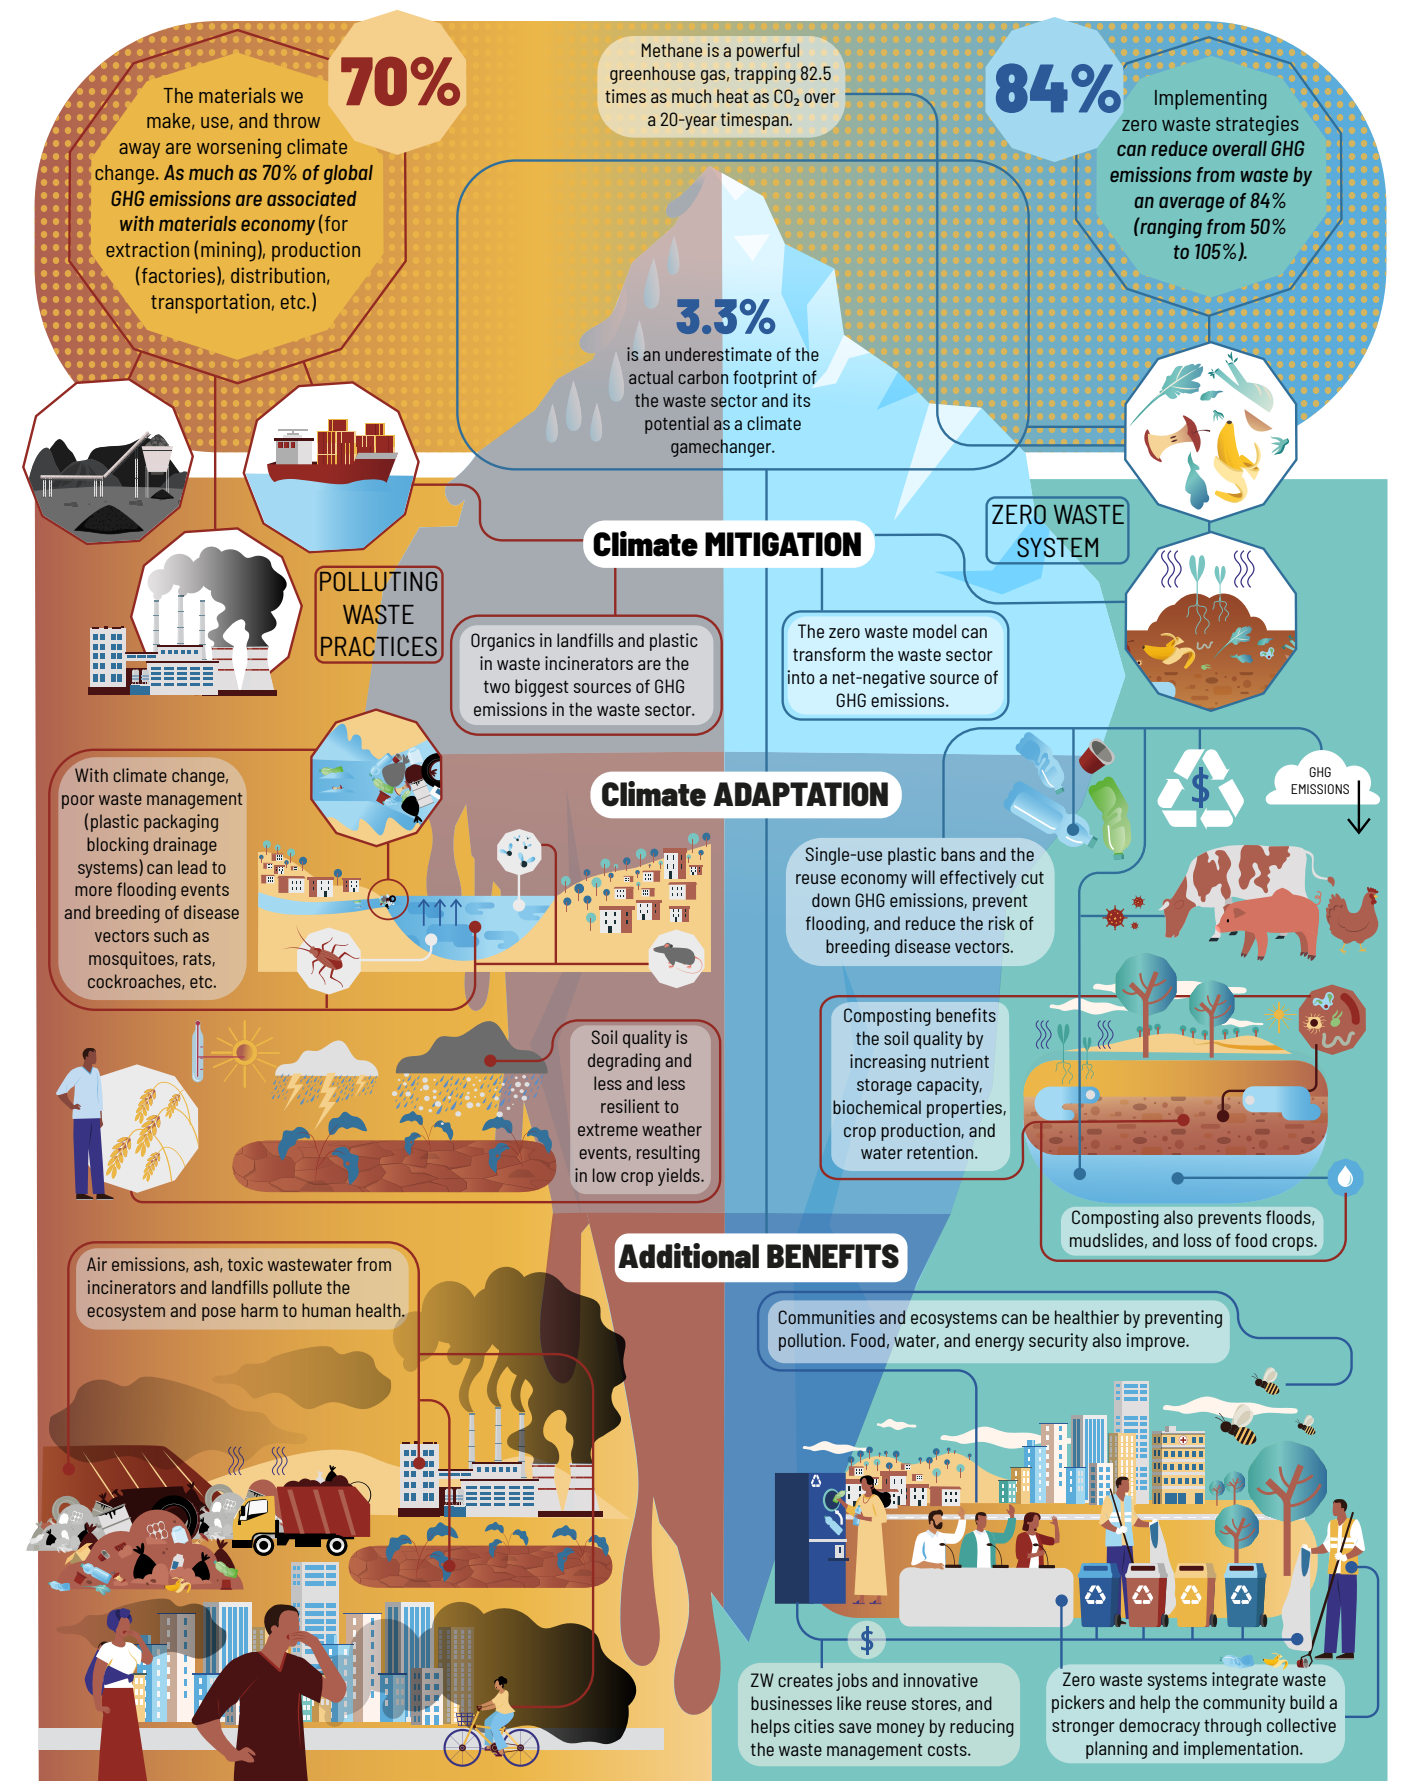 70%
The materials we
make, use, and throw
away are worsening climate
change. As much as 70% of global
GHG emissions are associated
with materials economy (for
extraction (mining), production
(factories), distribution,
transportation, etc.)
Methane is a powerful
greenhouse gas, trapping 82.5
times as much heat as CO₂ over
a 20-year timespan.
84%
Implementing
zero waste strategies
can reduce overall GHG
emissions from waste by
an average of 84%
(ranging from 50%
to 105%).
3.3%
is an underestimate of the
actual carbon footprint of
the waste sector and its
potential as a climate
gamechanger.
Climate MITIGATION
ZERO WASTE
SYSTEM
POLLUTING
WASTE
PRACTICES
Organics in landfills and plastic
in waste incinerators are the
two biggest sources of GHG
emissions in the waste sector.
The zero waste model can
transform the waste sector
into a net-negative source of
GHG emissions.
Climate ADAPTATION
With climate change,
poor waste management
(plastic packaging
blocking drainage
systems) can lead to
more flooding events
and breeding of disease
vectors such as
mosquitoes, rats,
cockroaches, etc.
$
GHG
EMISSIONS
Single-use plastic bans and the
reuse economy will effectively cut
down GHG emissions, prevent
flooding, and reduce the risk of
breeding disease vectors.
Soil quality is
degrading and
less and less
resilient to
extreme weather
events, resulting
in low crop yields.
Composting benefits
the soil quality by
increasing nutrient
storage capacity,
biochemical properties,
crop production, and
water retention.
Composting also prevents floods,
mudslides, and loss of food crops.
Additional BENEFITS
Air emissions, ash, toxic wastewater from
incinerators and landfills pollute the
ecosystem and pose harm to human health.
Communities and ecosystems can be healthier by preventing
pollution. Food, water, and energy security also improve.
$
ZW creates jobs and innovative
businesses like reuse stores, and
helps cities save money by reducing
the waste management costs.
Zero waste systems integrate waste
pickers and help the community build a
stronger democracy through collective
planning and implementation.